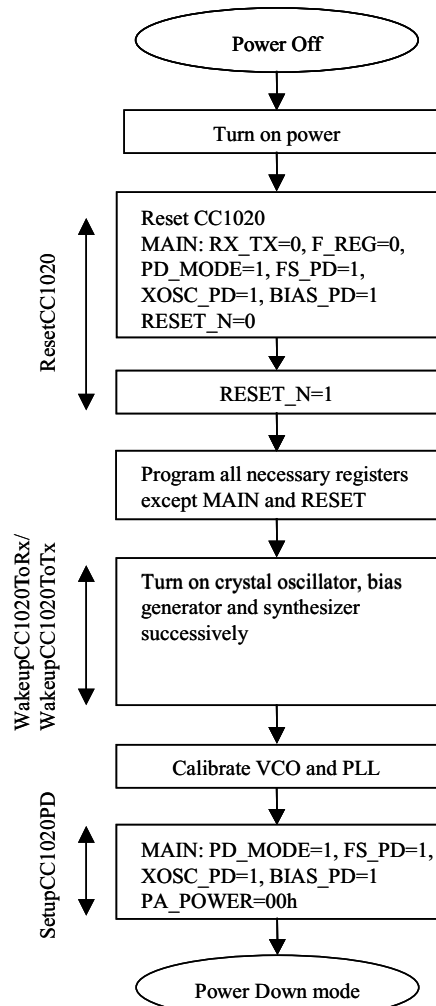 Power Off
Turn on power
ResetCC1020
Reset CC1020
MAIN: RX_TX=0, F_REG=0,
PD_MODE=1, FS_PD=1,
XOSC_PD=1, BIAS_PD=1
RESET_N=0
RESET_N=1
Program all necessary registers
except MAIN and RESET
WakeupCC1020ToRx/
WakeupCC1020ToTx
Turn on crystal oscillator, bias
generator and synthesizer
successively
Calibrate VCO and PLL
SetupCC1020PD
MAIN: PD_MODE=1, FS_PD=1,
XOSC_PD=1, BIAS_PD=1
PA_POWER=00h
Power Down mode